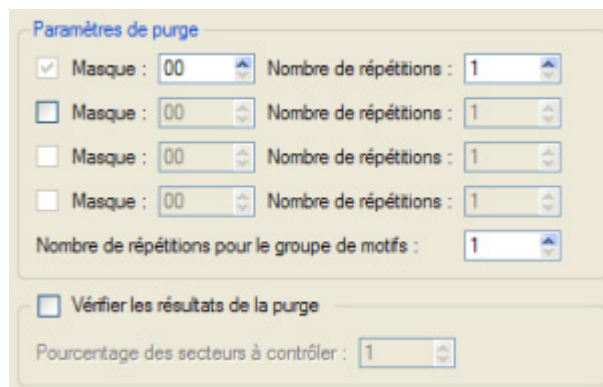 Paramètres de purge
Masque : 00 Nombre de répétitions : 1
Masque : 00 Nombre de répétitions : 1
Masque : 00 Nombre de répétitions : 1
Masque : 00 Nombre de répétitions : 1
Nombre de répétitions pour le groupe de motifs : 1
Vérifier les résultats de la purge
Pourcentage des secteurs à contrôler : 1